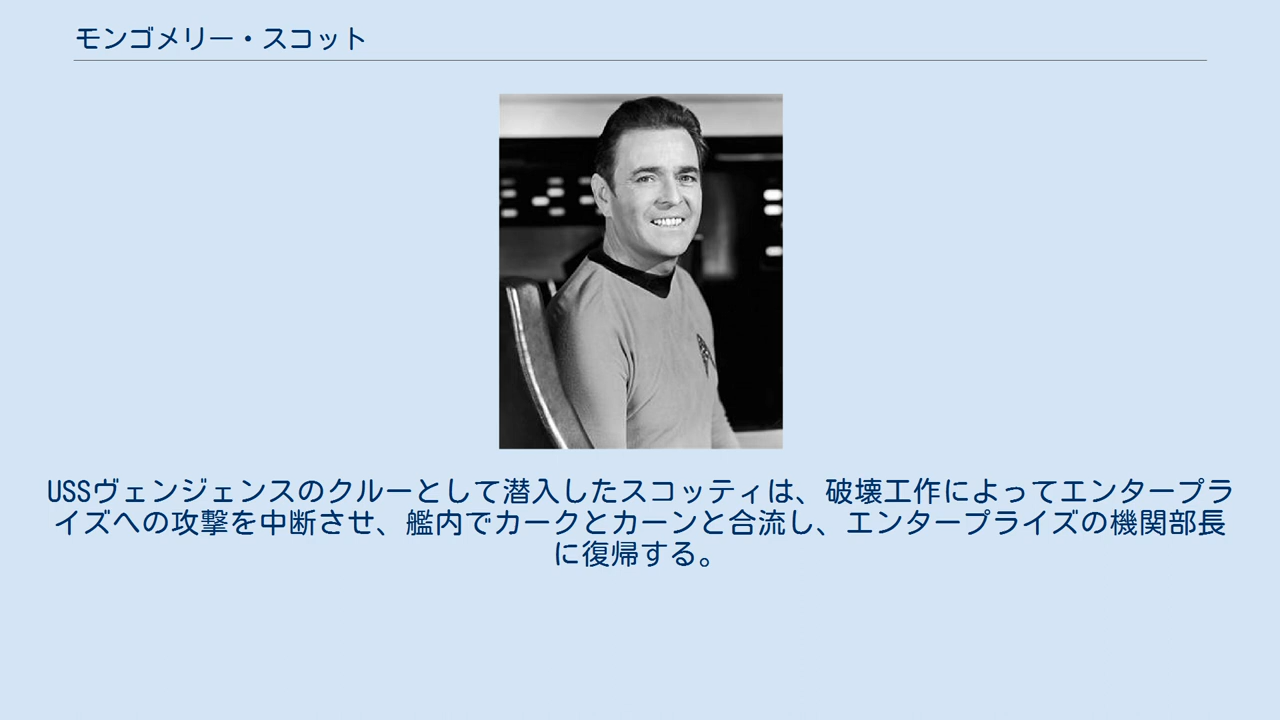 モンゴメリー・スコット
USSヴェンジェンスのクルーとして潜入したスコッティは、破壊工作によってエンタープラ
イズへの攻撃を中断させ、艦内でカークとカーンと合流し、エンタープライズの機関部長
に復帰する。